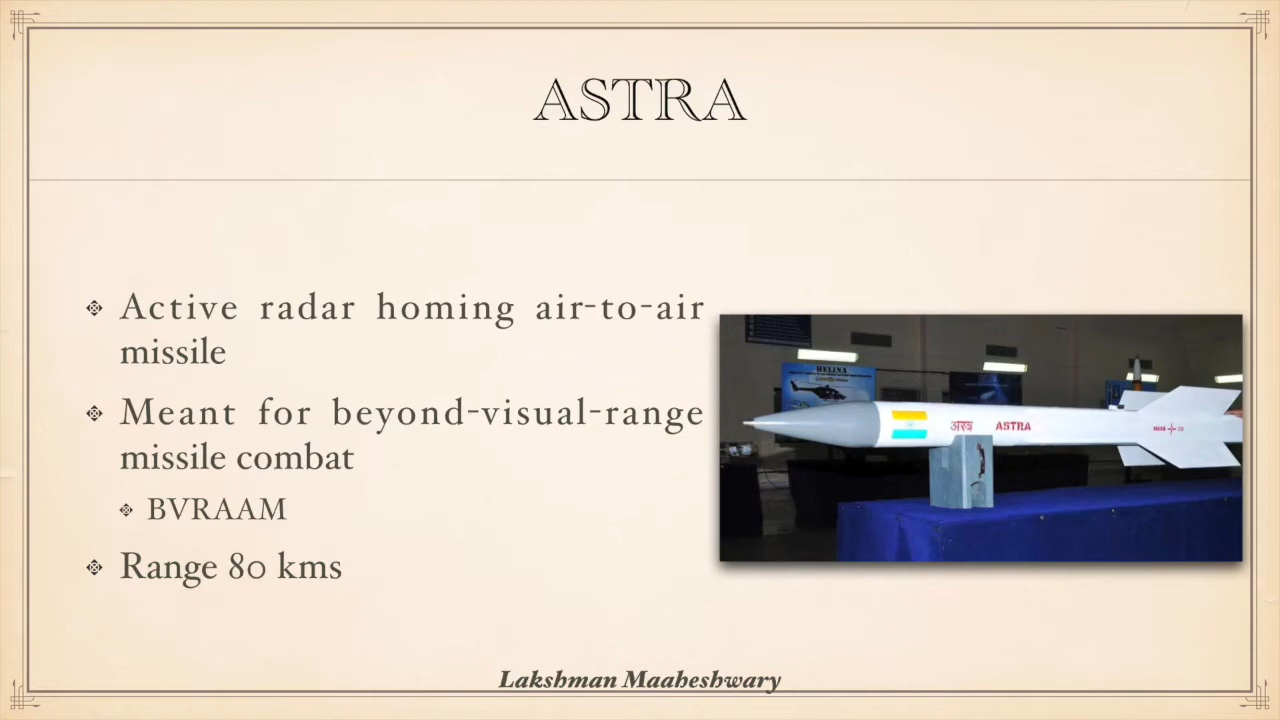 ASTRA
Active radar homing air-to-air
missile
Meant for beyond-visual-range
missile combat
BVRAAM
Range 80 kms
HELINA
अस्त्र ASTRA
Lakshman Maaheshwary